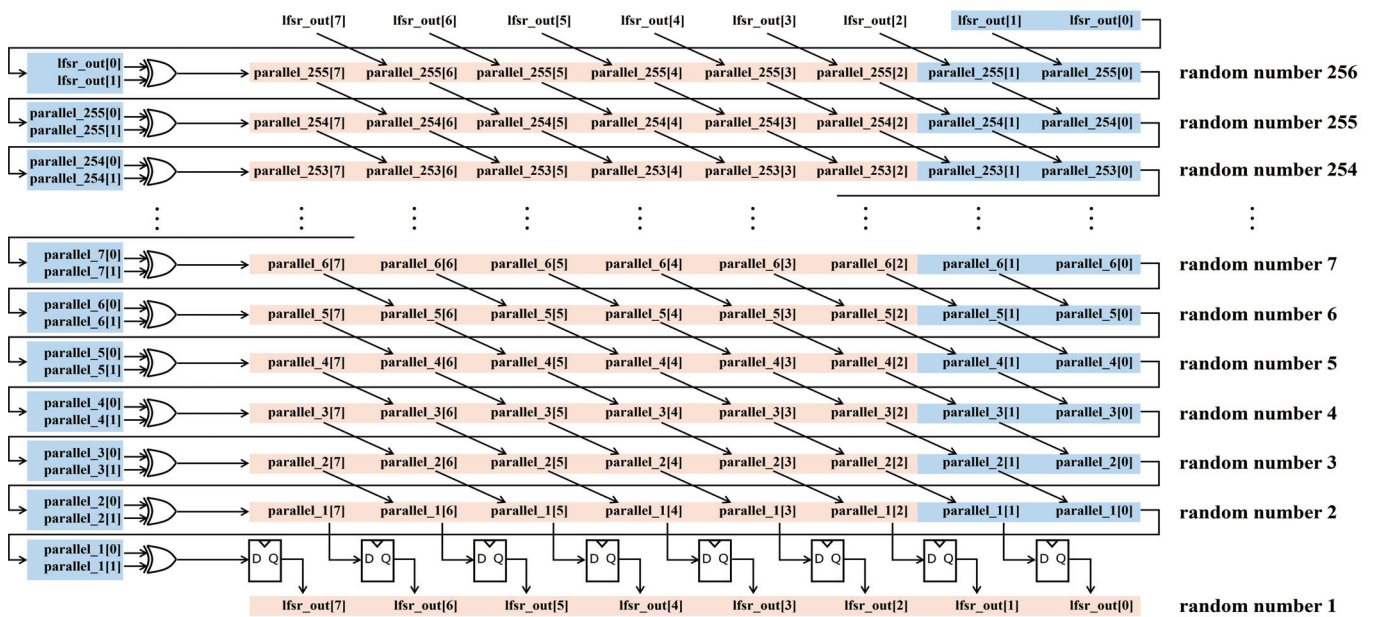 lfsr_out[7] lfsr_out[6] lfsr_out[5] lfsr_out[4] lfsr_out[3] lfsr_out[2] lfsr_out[1] lfsr_out[0]
lfsr_out[0]
lfsr_out[1]
parallel_255[7] parallel_255[6] parallel_255[5] parallel_255[4] parallel_255[3] parallel_255[2] parallel_255[1] parallel_255[0] random number 256
parallel_255[0]
parallel_255[1]
parallel_254[7] parallel_254[6] parallel_254[5] parallel_254[4] parallel_254[3] parallel_254[2] parallel_254[1] parallel_254[0] random number 255
parallel_254[0]
parallel_254[1]
parallel_253[7] parallel_253[6] parallel_253[5] parallel_253[4] parallel_253[3] parallel_253[2] parallel_253[1] parallel_253[0] random number 254
parallel_7[0]
parallel_7[1]
parallel_6[7] parallel_6[6] parallel_6[5] parallel_6[4] parallel_6[3] parallel_6[2] parallel_6[1] parallel_6[0] random number 7
parallel_6[0]
parallel_6[1]
parallel_5[7] parallel_5[6] parallel_5[5] parallel_5[4] parallel_5[3] parallel_5[2] parallel_5[1] parallel_5[0] random number 6
parallel_5[0]
parallel_5[1]
parallel_4[7] parallel_4[6] parallel_4[5] parallel_4[4] parallel_4[3] parallel_4[2] parallel_4[1] parallel_4[0] random number 5
parallel_4[0]
parallel_4[1]
parallel_3[7] parallel_3[6] parallel_3[5] parallel_3[4] parallel_3[3] parallel_3[2] parallel_3[1] parallel_3[0] random number 4
parallel_3[0]
parallel_3[1]
parallel_2[7] parallel_2[6] parallel_2[5] parallel_2[4] parallel_2[3] parallel_2[2] parallel_2[1] parallel_2[0] random number 3
parallel_2[0]
parallel_2[1]
parallel_1[7] parallel_1[6] parallel_1[5] parallel_1[4] parallel_1[3] parallel_1[2] parallel_1[1] parallel_1[0] random number 2
parallel_1[0]
parallel_1[1]
D Q D Q D Q D Q D Q D Q D Q D Q
lfsr_out[7] lfsr_out[6] lfsr_out[5] lfsr_out[4] lfsr_out[3] lfsr_out[2] lfsr_out[1] lfsr_out[0] random number 1